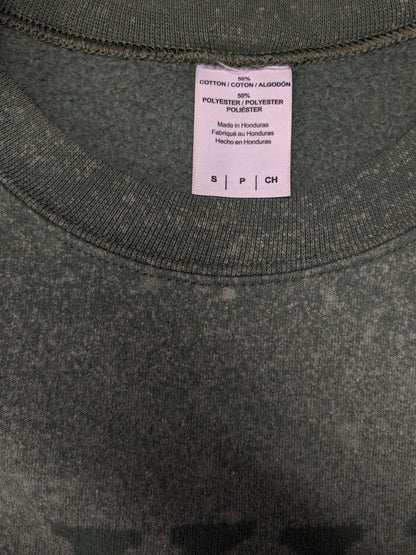 50%
COTTON / COTON / ALGODÓN
50%
POLYESTER / POLYESTER
POLIÉSTER
Made in Honduras
Fabriqué au Honduras
Hecho en Honduras
S | P | CH